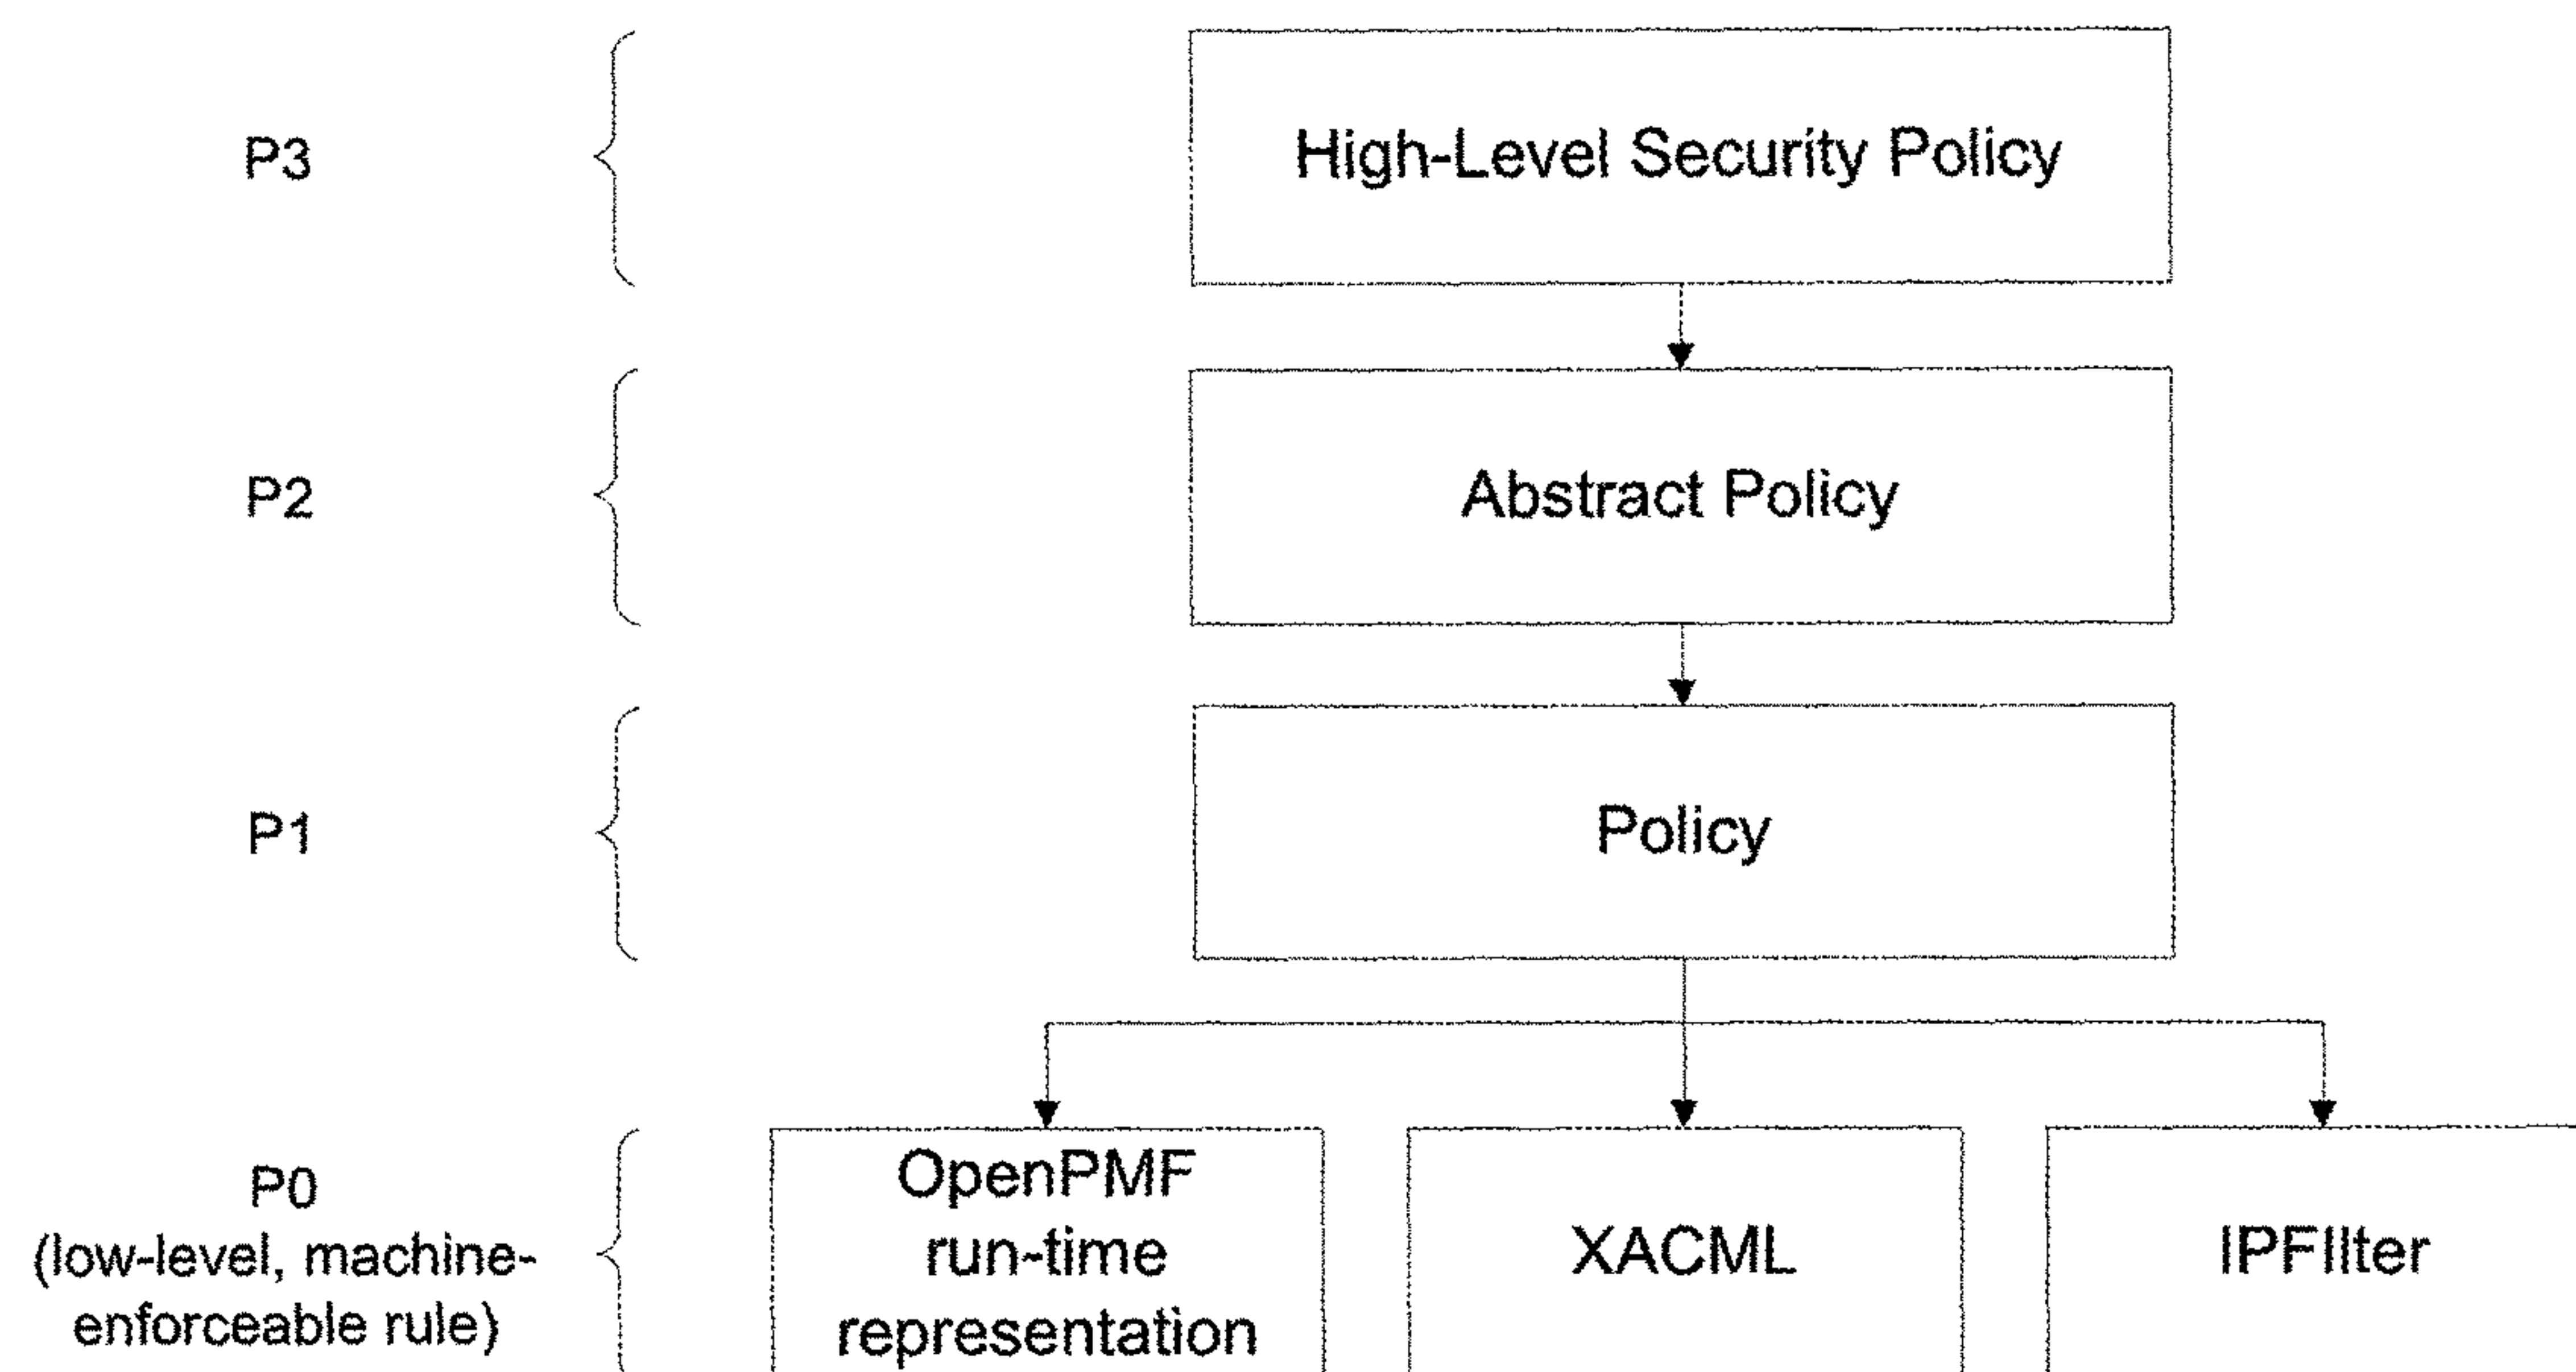 P3
High-Level Security Policy
P2
Abstract Policy
P1
Policy
P0
(low-level, machine-
enforceable rule)
OpenPMF
run-time
representation
XACML
IPFIlter